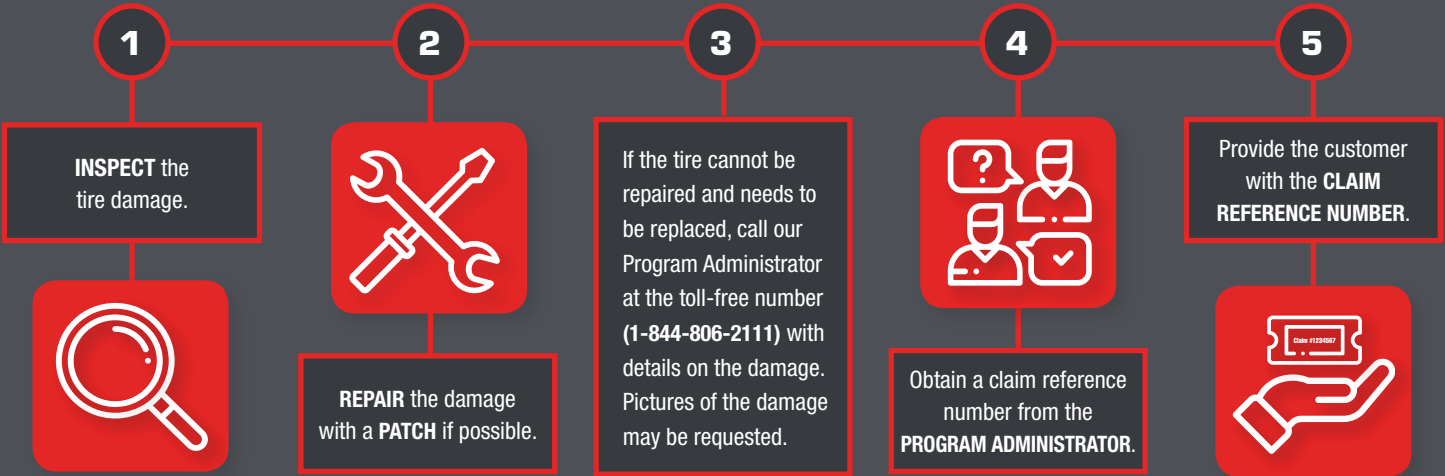 1
2
3
4
5
INSPECT the
tire damage.
REPAIR the damage
with a PATCH if possible.
If the tire cannot be
repaired and needs to
be replaced, call our
Program Administrator
at the toll-free number
(1-844-806-2111) with
details on the damage.
Pictures of the damage
may be requested.
?
Obtain a claim reference
number from the
PROGRAM ADMINISTRATOR.
Provide the customer
with the CLAIM
REFERENCE NUMBER.
Claim #1234567